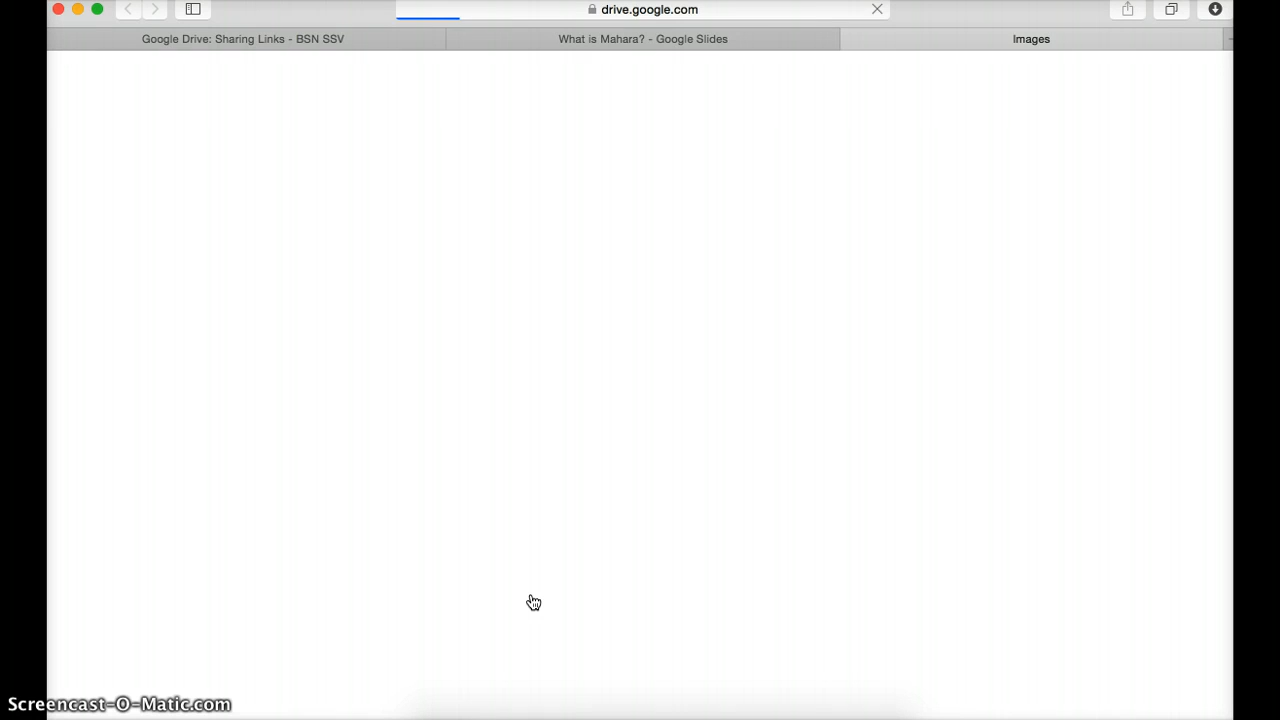 drive.google.com
Google Drive: Sharing Links - BSN SSV
What is Mahara? - Google Slides
Images
Screencast-O-Matic.com